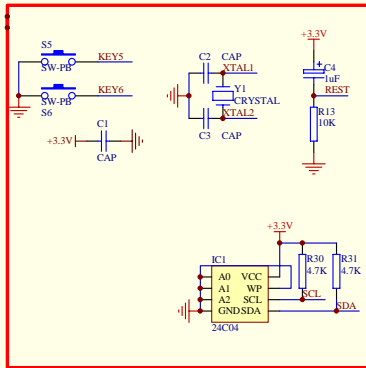 S5
KEY5
SW-PB
KEY6
SW-PB
S6
+3.3V
C1
CAP
C2 CAP
XTAL1
Y1
CRYSTAL
XTAL2
C3 CAP
+3.3V
+
C4
1uF
REST
R13
10K
+3.3V
IC1
A0 VCC
A1 WP
A2 SCL
GND SDA
24C04
R30
4.7K
R31
4.7K
SCL
SDA